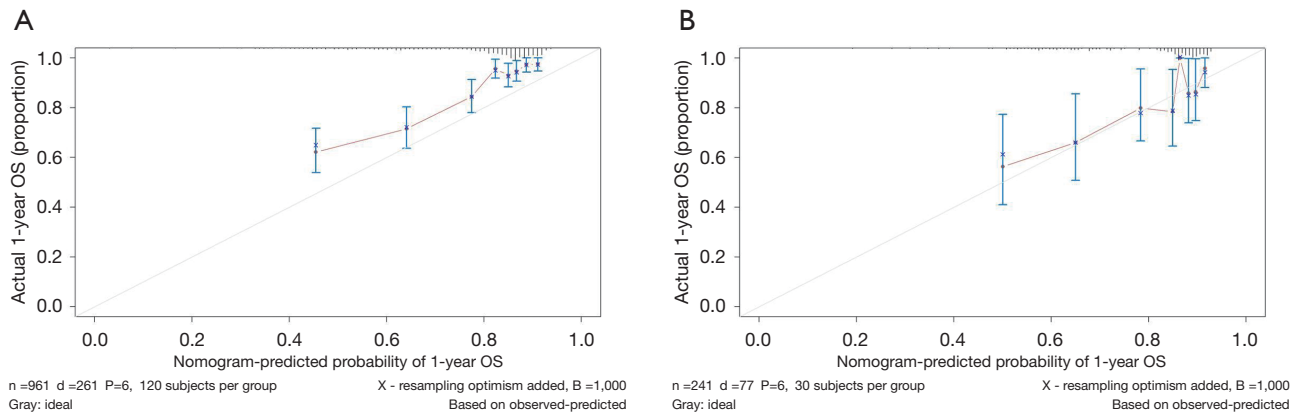 A
Actual 1-year OS (proportion)
1.0
0.8
0.6
0.4
0.2
0.0
0.0 0.2 0.4 0.6 0.8 1.0
Nomogram-predicted probability of 1-year OS
n =961 d =261 P=6, 120 subjects per group
X - resampling optimism added, B =1,000
Gray: ideal
Based on observed-predicted
B
Actual 1-year OS (proportion)
1.0
0.8
0.6
0.4
0.2
0.0
0.0 0.2 0.4 0.6 0.8 1.0
Nomogram-predicted probability of 1-year OS
n =241 d =77 P=6, 30 subjects per group
X - resampling optimism added, B =1,000
Gray: ideal
Based on observed-predicted